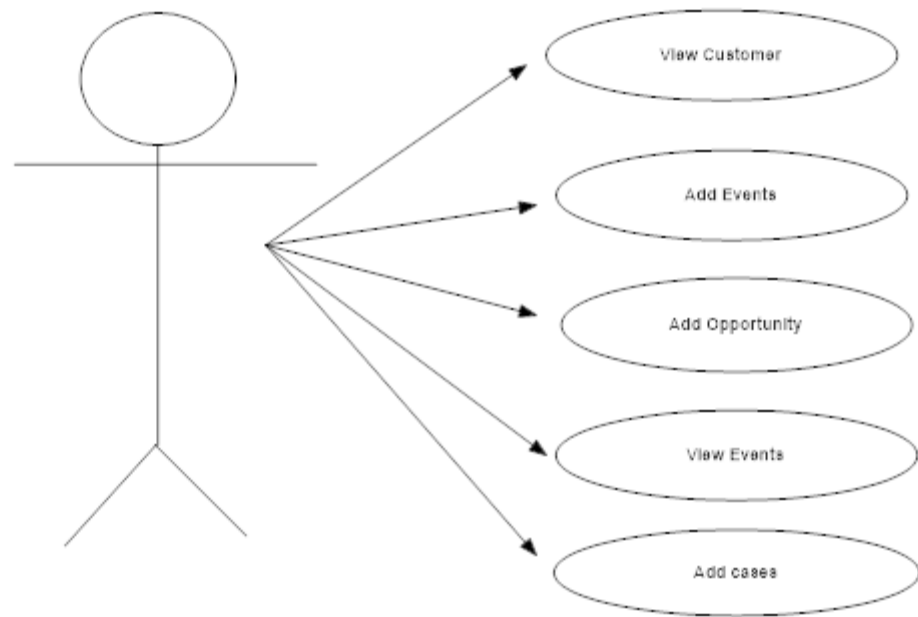 View Customer
Add Events
Add Opportunity
View Events
Add cases